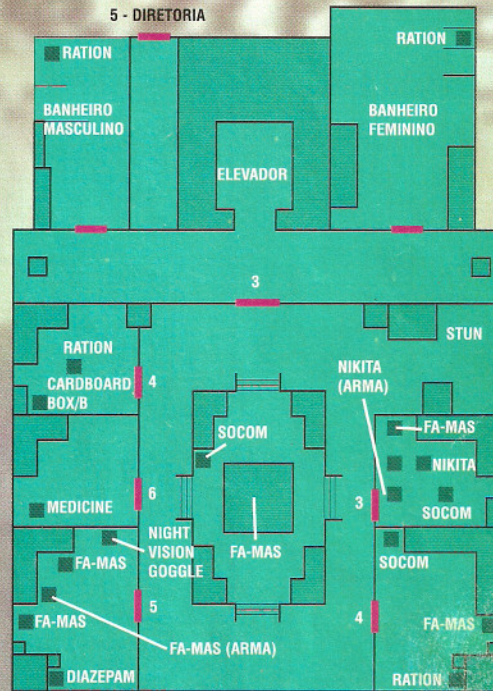 5 - DIRETORIA
RATION
RATION
BANHEIRO
MASCULINO
BANHEIRO
FEMININO
ELEVADOR
3
STUN
RATION
CARDBOARD
BOX/B
4
NIKITA
(ARMA)
SOCOM
FA-MAS
NIKITA
SOCOM
3
MEDICINE
6
NIGHT
VISION
GOGGLE
FA-MAS
FA-MAS
SOCOM
FA-MAS
5
4
FA-MAS
FA-MAS (ARMA)
DIAZEPAM
RATION